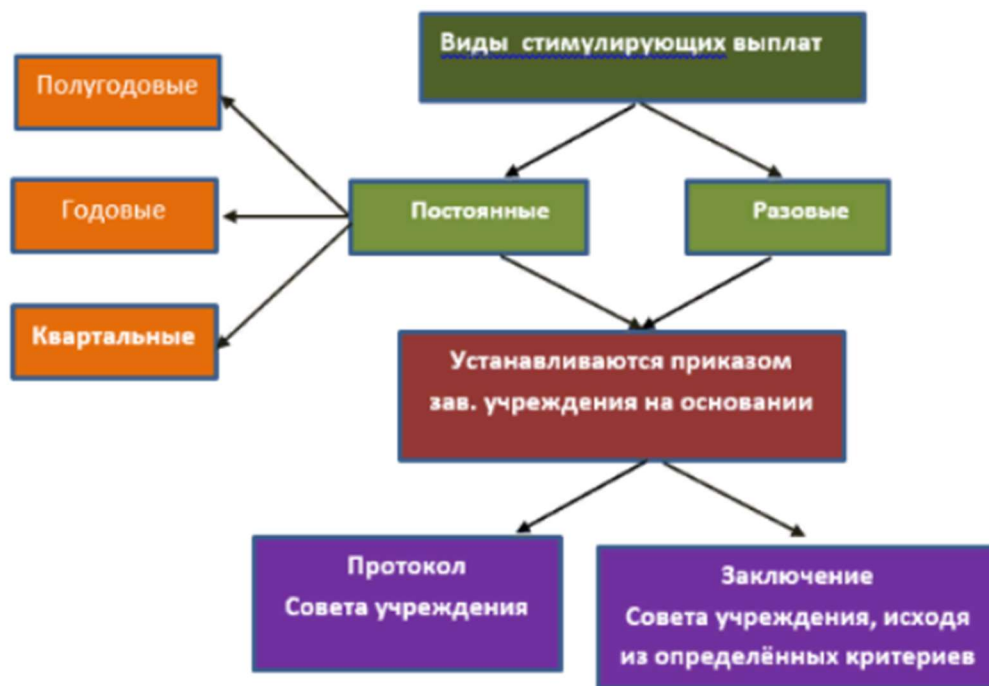 Виды стимулирующих выплат
Полугодовые
Годовые
Постоянные
Разовые
Квартальные
Устанавливаются приказом
зав. учреждения на основании
Протокол
Совета учреждения
Заключение
Совета учреждения, исходя
из определённых критериев